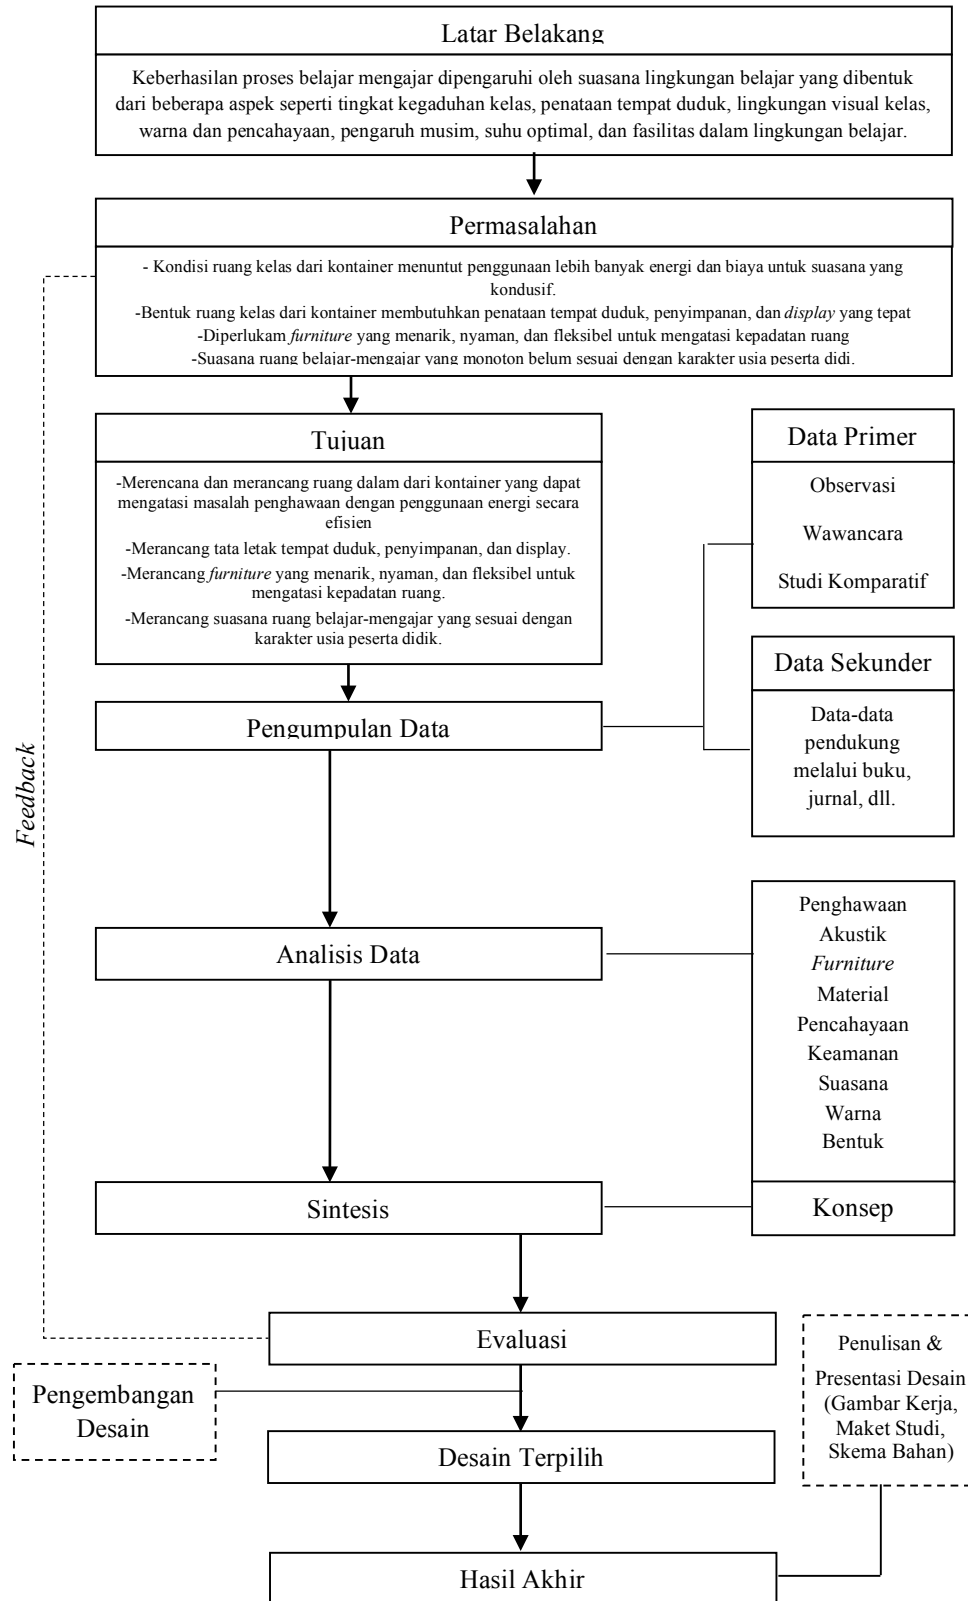 Latar Belakang
Keberhasilan proses belajar mengajar dipengaruhi oleh suasana lingkungan belajar yang dibentuk
dari beberapa aspek seperti tingkat kegaduhan kelas, penataan tempat duduk, lingkungan visual kelas,
warna dan pencahayaan, pengaruh musim, suhu optimal, dan fasilitas dalam lingkungan belajar.
Permasalahan
- Kondisi ruang kelas dari kontainer menuntut penggunaan lebih banyak energi dan biaya untuk suasana yang
kondusif.
-Bentuk ruang kelas dari kontainer membutuhkan penataan tempat duduk, penyimpanan, dan display yang tepat
-Diperlukam furniture yang menarik, nyaman, dan fleksibel untuk mengatasi kepadatan ruang
-Suasana ruang belajar-mengajar yang monoton belum sesuai dengan karakter usia peserta didi.
Tujuan
-Merencana dan merancang ruang dalam dari kontainer yang dapat
mengatasi masalah penghawaan dengan penggunaan energi secara
efisien
-Merancang tata letak tempat duduk, penyimpanan, dan display.
-Merancang furniture yang menarik, nyaman, dan fleksibel untuk
mengatasi kepadatan ruang.
-Merancang suasana ruang belajar-mengajar yang sesuai dengan
karakter usia peserta didik.
Data Primer
Observasi
Wawancara
Studi Komparatif
Data Sekunder
Data-data
pendukung
melalui buku,
jurnal, dll.
Pengumpulan Data
Feedback
Analisis Data
Penghawaan
Akustik
Furniture
Material
Pencahayaan
Keamanan
Suasana
Warna
Bentuk
Sintesis
Konsep
Evaluasi
Pengembangan
Desain
Penulisan &
Presentasi Desain
(Gambar Kerja,
Maket Studi,
Skema Bahan)
Desain Terpilih
Hasil Akhir